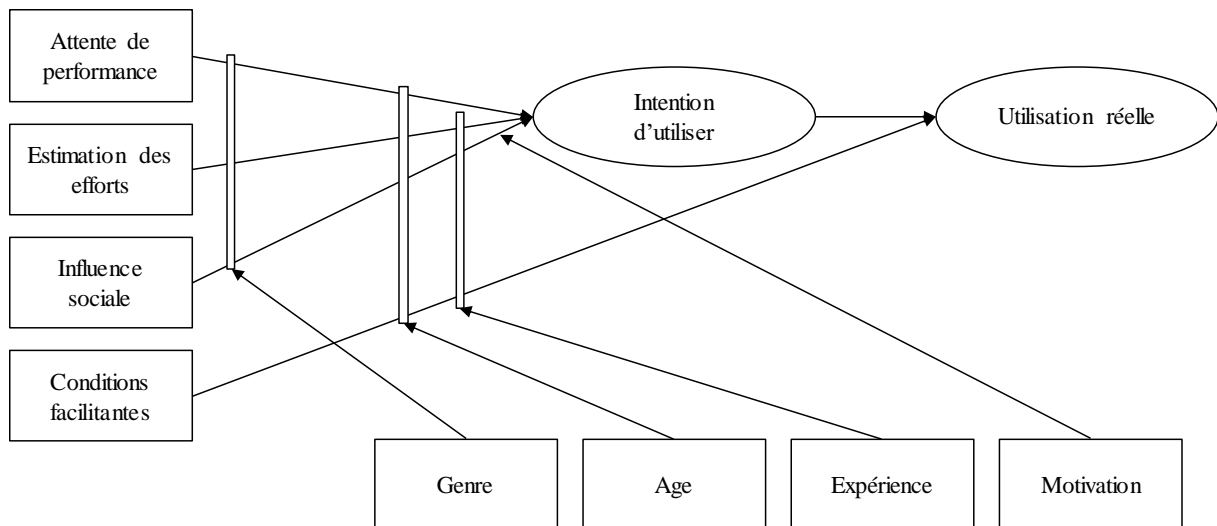 Attente de
performance
Estimation des
efforts
Influence
sociale
Conditions
facilitantes
Intention
d'utiliser
Utilisation réelle
Genre
Age
Expérience
Motivation